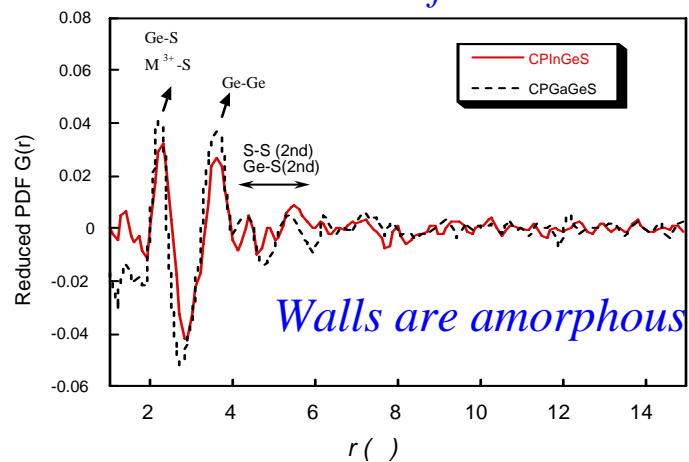 0.08
0.06
0.04
0.02
0
-0.02
-0.04
-0.06
Reduced PDF G(r)
Ge-S
M 3+ -S
Ge-Ge
S-S (2nd)
Ge-S(2nd)
CPInGeS
CPGaGeS
Walls are amorphous
2
4
6
8
10
12
14
r ( )